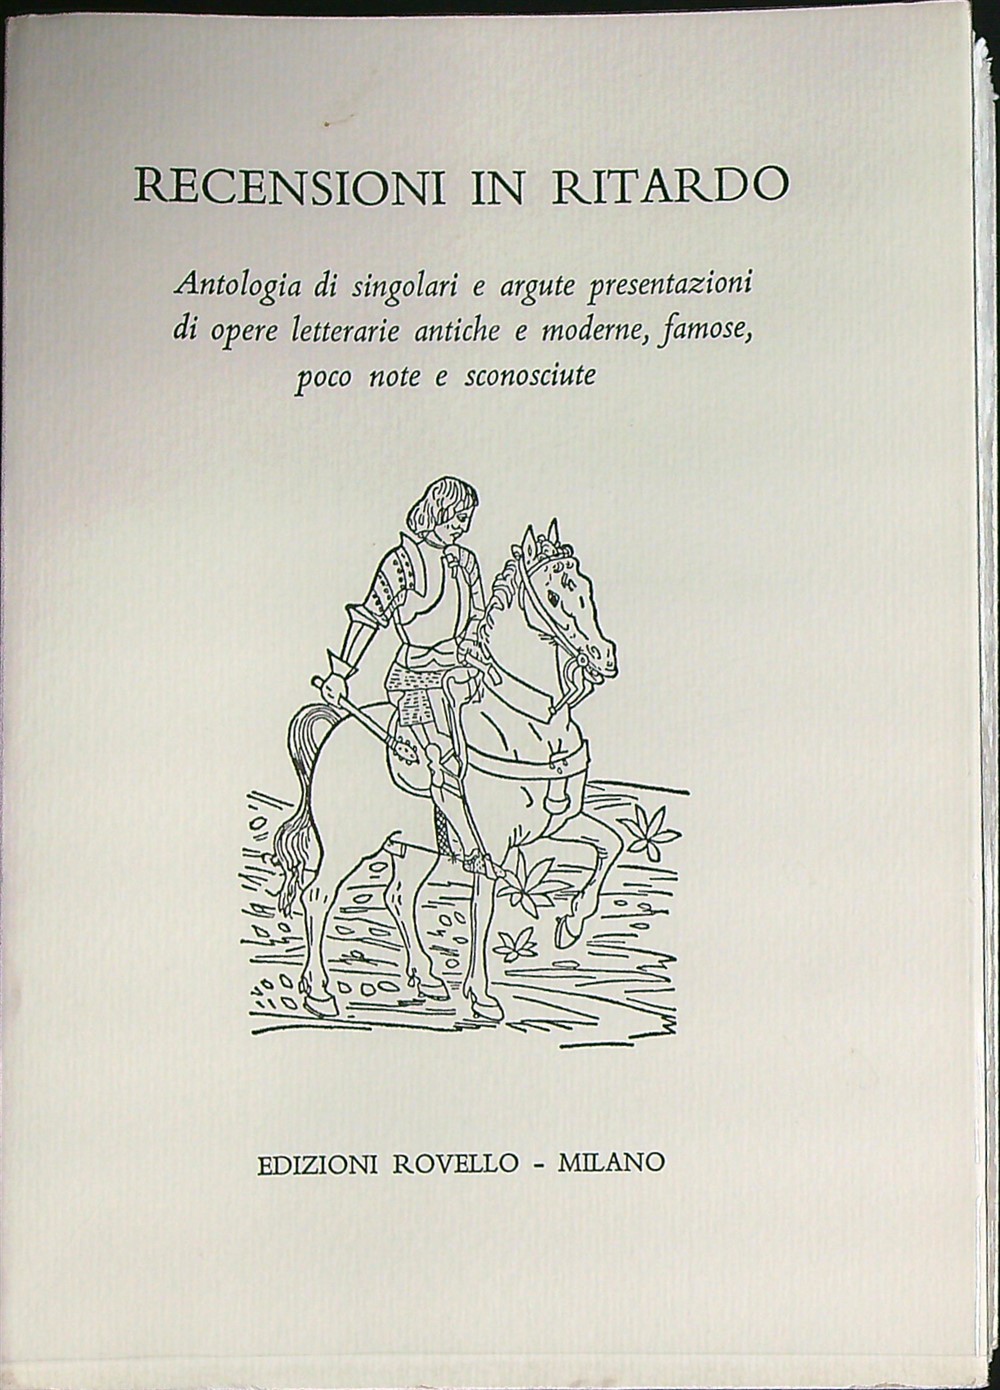 RECENSIONI IN RITARDO
Antologia di singolari e argute presentazioni
di opere letterarie antiche e moderne, famose,
poco note e sconosciute
EDIZIONI ROVELLO - MILANO